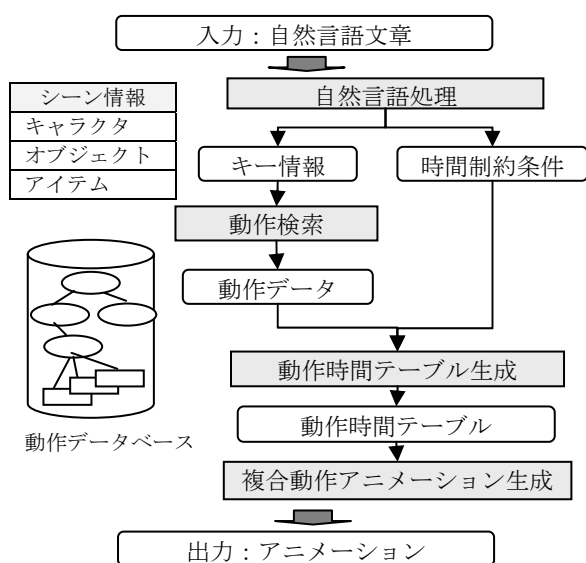 入力：自然言語文章
自然言語処理
シーン情報
キャラクタ
オブジェクト
アイテム
キー情報
時間制約条件
動作検索
動作データ
動作時間テーブル生成
動作時間テーブル
動作データベース
複合動作アニメーション生成
出力：アニメーション